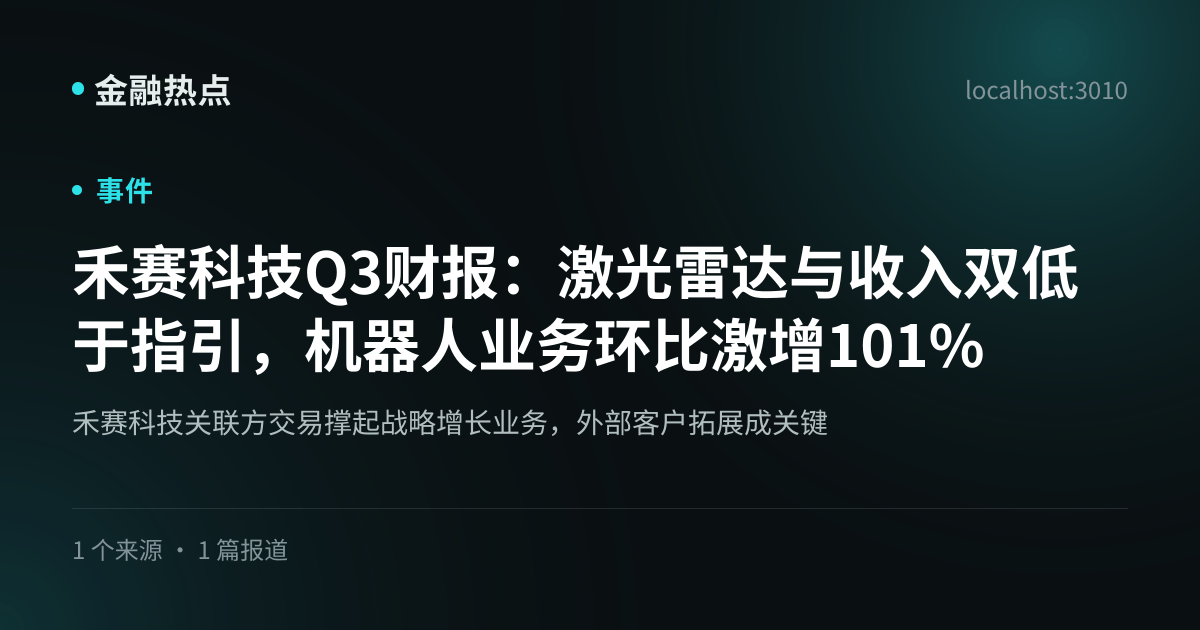 金融热点
localhost:3010
事件
禾赛科技Q3财报：激光雷达与收入双低
于指引，机器人业务环比激增101%
禾赛科技关联方交易撑起战略增长业务，外部客户拓展成关键
1 个来源 · 1 篇报道